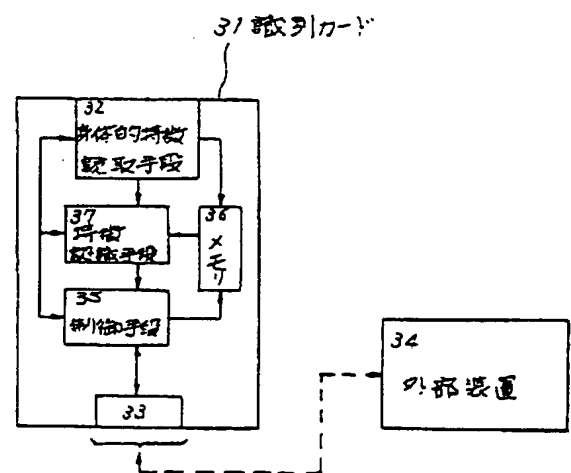 31 識別カード
32
身体的特徴
読取手段
37
特徴
認識手段
36
メモリ
35
制御手段
33
34
外部装置